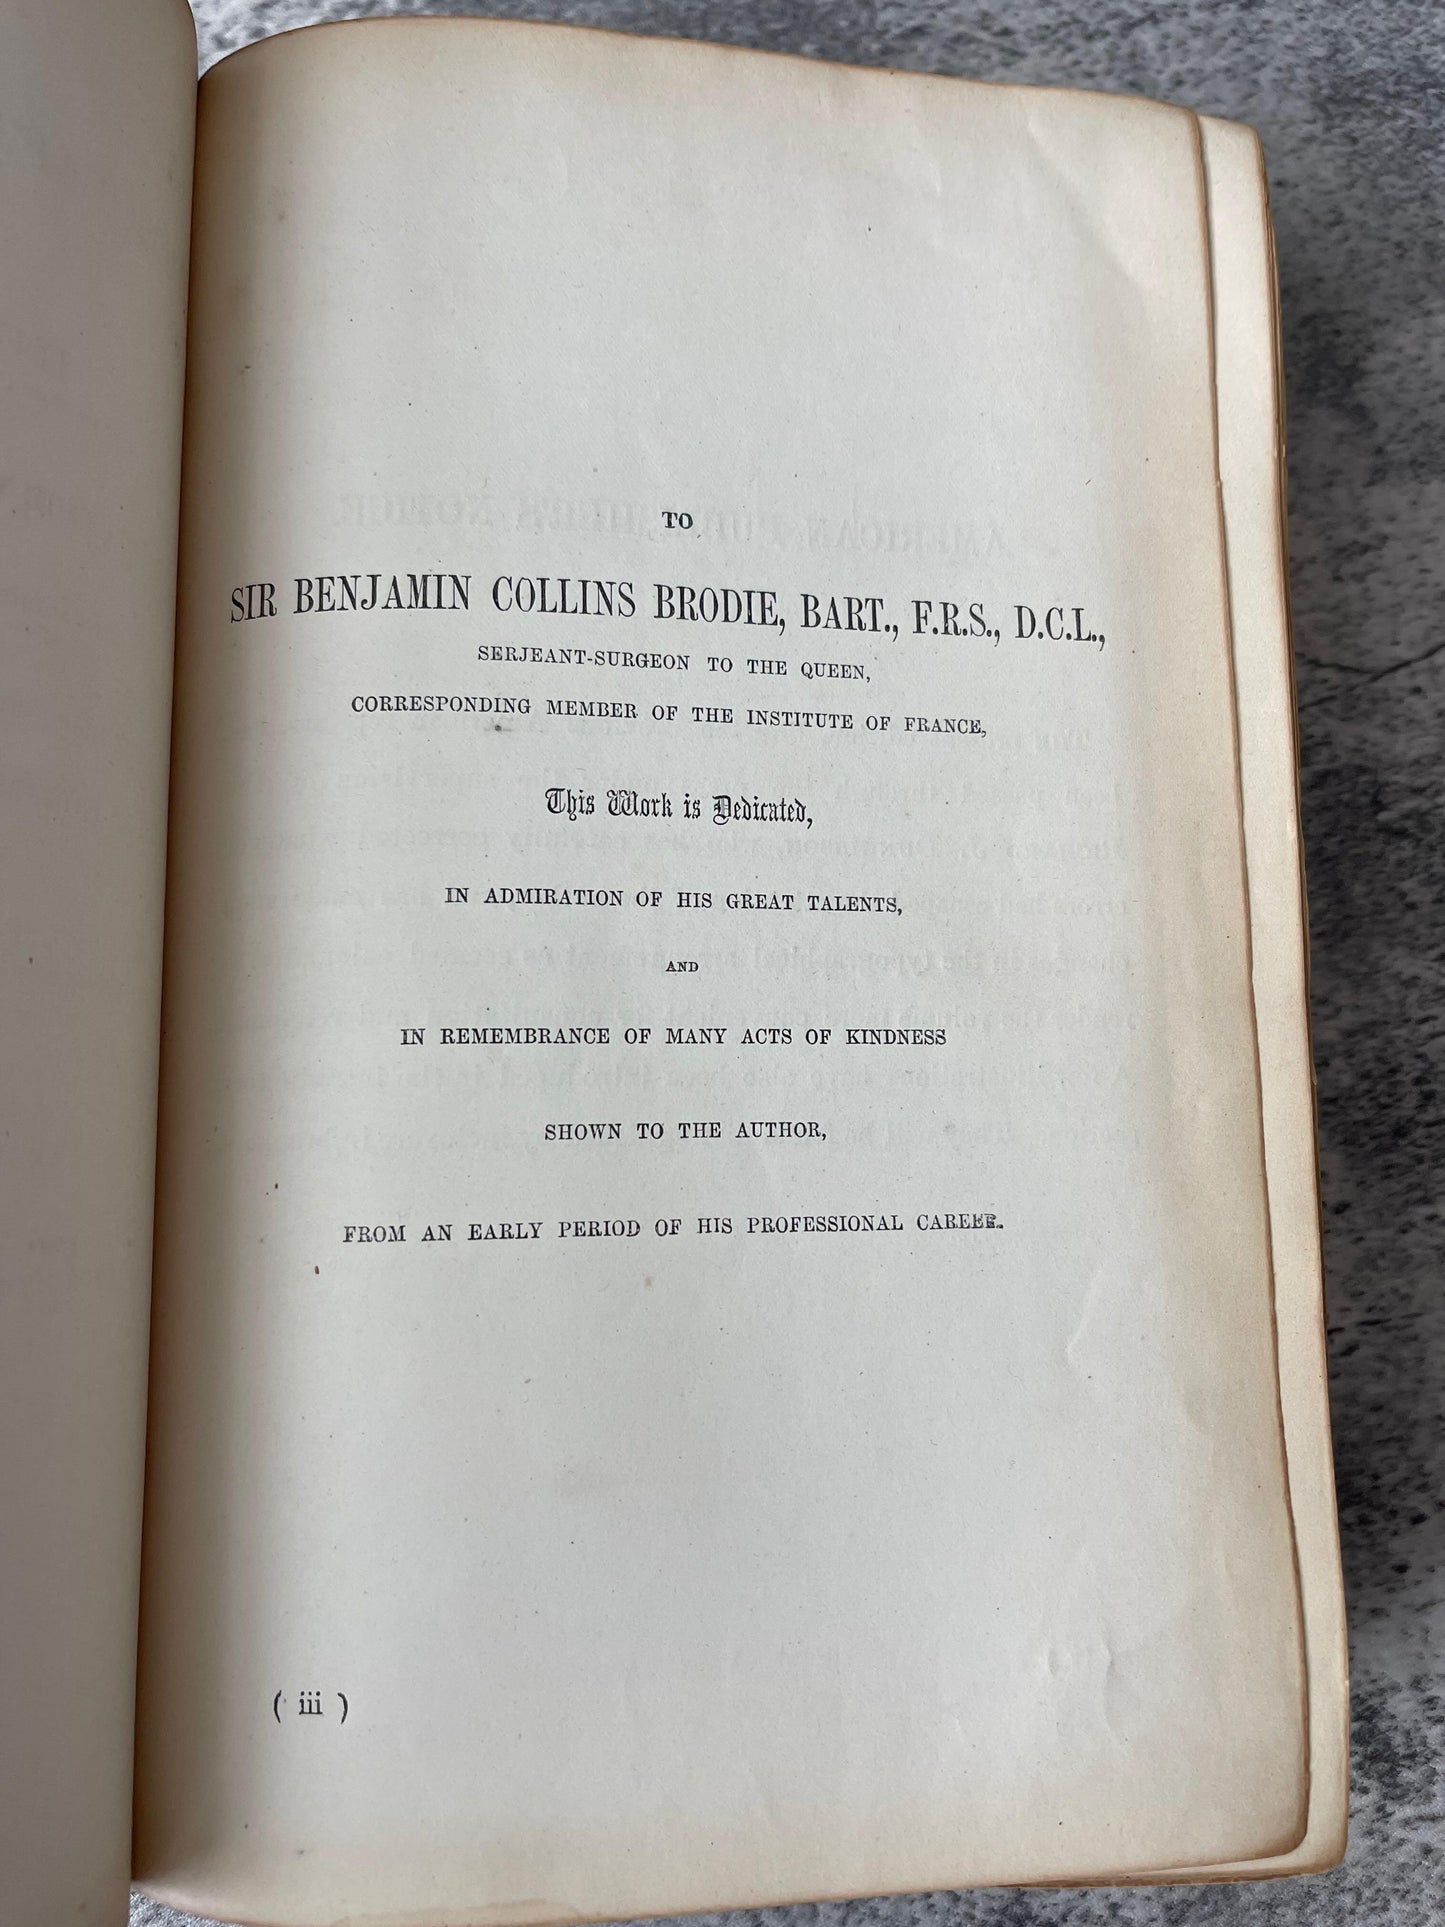 TO
SIR BENJAMIN COLLINS BRODIE, BART., F.R.S., D.C.L.,
SERJEANT-SURGEON TO THE QUEEN,
CORRESPONDING MEMBER OF THE INSTITUTE OF FRANCE,
This Work is Dedicated,
IN ADMIRATION OF HIS GREAT TALENTS,
AND
IN REMEMBRANCE OF MANY ACTS OF KINDNESS
SHOWN TO THE AUTHOR,
FROM AN EARLY PERIOD OF HIS PROFESSIONAL CAREER.
( iii )